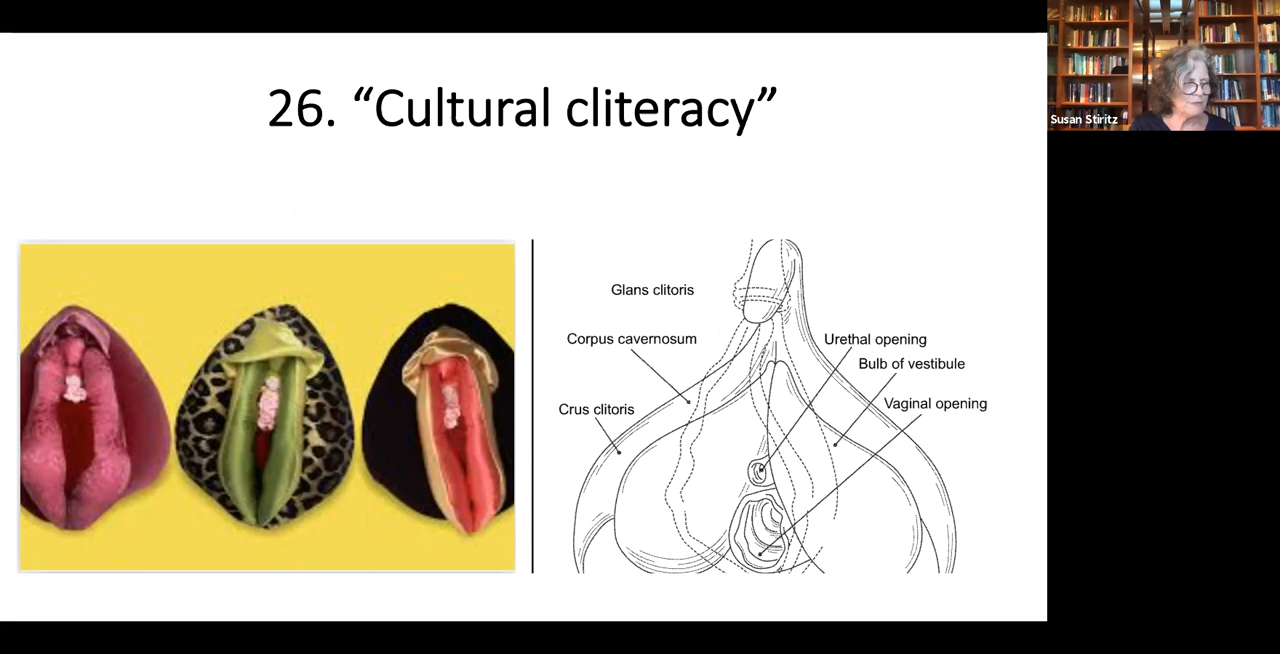 26. “Cultural cliteracy”
Susan Stiritz
Glans clitoris
Corpus cavernosum
Urethal opening
Bulb of vestibule
Crus clitoris
Vaginal opening